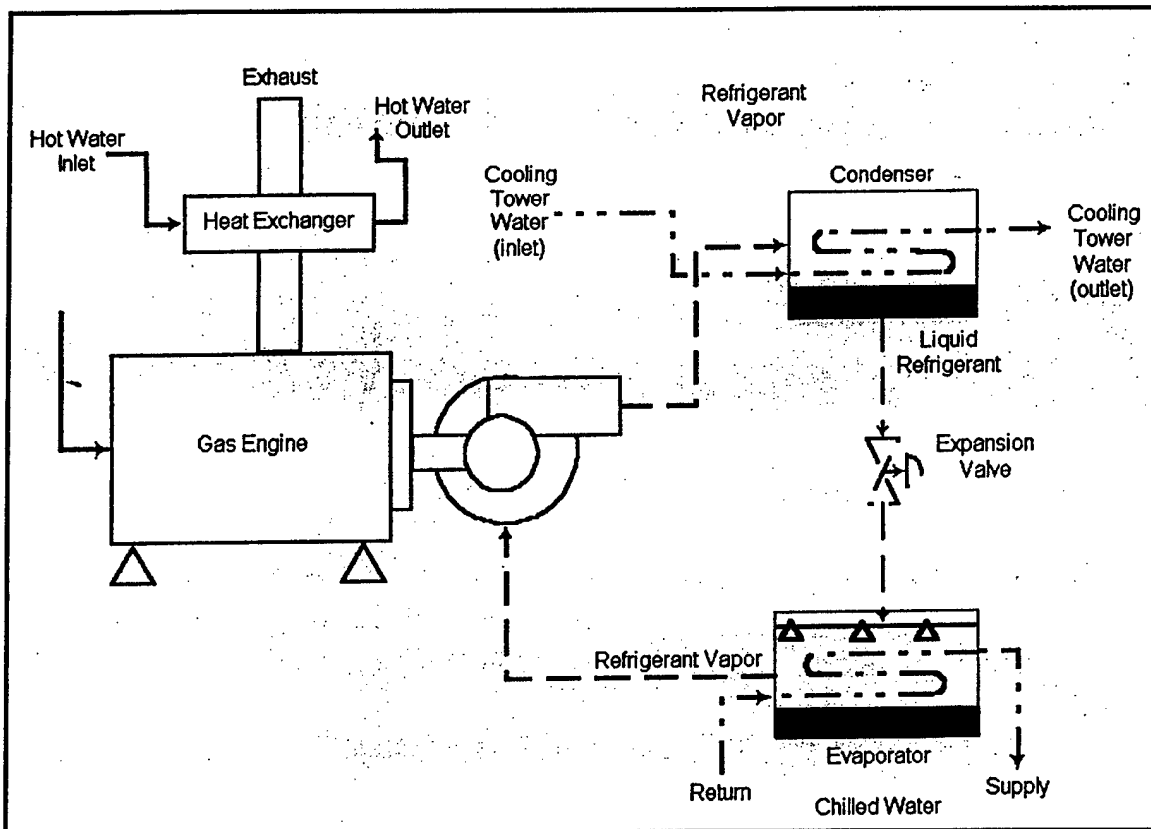 Exhaust
Hot Water
Inlet
Hot Water
Outlet
Heat Exchanger
Refrigerant
Vapor
Cooling
Tower
Water
(inlet)
Condenser
Cooling
Tower
Water
(outlet)
Liquid
Refrigerant
Gas Engine
Expansion
Valve
Refrigerant Vapor
Evaporator
Return
Chilled Water
Supply